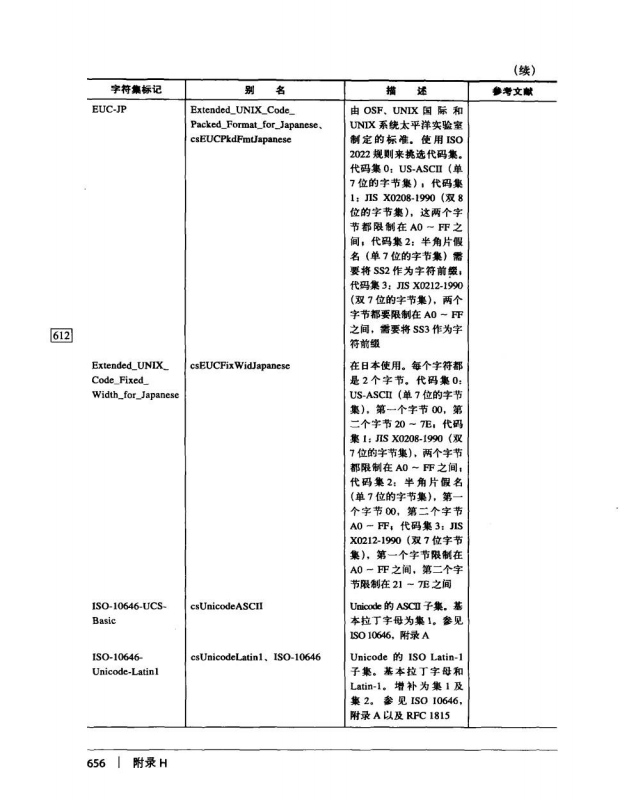 （续）
字符集标记 别名 描述 参考文献
EUC-JP
Extended_UNIX_Code_
Packed_Format_for_Japanese、
csEUCPkdFmtJapanese
由 OSF、UNIX 国 际 和
UNIX 系统太平洋实验室
制定的标准。使用 ISO
2022 规则来挑选代码集。
代码集 0：US-ASCII（单
7 位的字节集）；代码集
1：JIS X0208-1990（双 8
位的字节集），这两个字
节都限制在 A0 ~ FF 之
间；代码集 2：半角片假
名（单 7 位的字节集）需
要将 SS2 作为字符前缀；
代码集 3：JIS X0212-1990
（双 7 位的字节集），两个
字节都要限制在 A0 ~ FF
之间，需要将 SS3 作为字
符前缀
612
Extended_UNIX_
Code_Fixed_
Width_for_Japanese
csEUCFixWidJapanese
在日本使用。每个字符都
是 2 个字节。代码集 0：
US-ASCII（单 7 位的字节
集），第一个字节 00，第
二个字节 20 ~ 7E；代码
集 1：JIS X0208-1990（双
7 位的字节集），两个字节
都限制在 A0 ~ FF 之间；
代码集 2：半角片假名
（单 7 位的字节集），第一
个字节 00，第二个字节
A0 ~ FF；代码集 3：JIS
X0212-1990（双 7 位字节
集），第一个字节限制在
A0 ~ FF 之间，第二个字
节限制在 21 ~ 7E 之间
ISO-10646-UCS-
Basic
csUnicodeASCII
Unicode 的 ASCII 子集。基
本拉丁字母为集 1。参见
ISO 10646，附录 A
ISO-10646-
Unicode-Latin1
csUnicodeLatin1、ISO-10646
Unicode 的 ISO Latin-1
子集。基本拉丁字母和
Latin-1。增补为集 1 及
集 2。参见 ISO 10646，
附录 A 以及 RFC 1815
656 | 附录 H